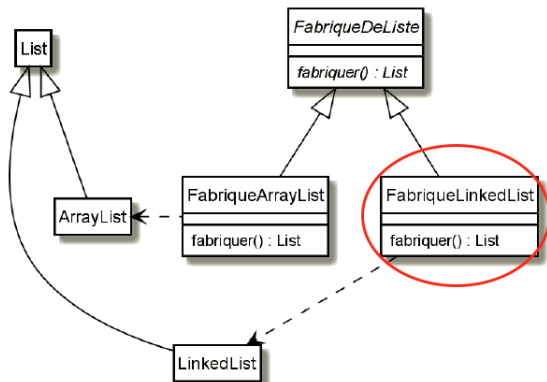 List
FabriqueDeListe
fabriquer() : List
ArrayList
FabriqueArrayList
fabriquer() : List
FabriqueLinkedList
fabriquer() : List
LinkedList